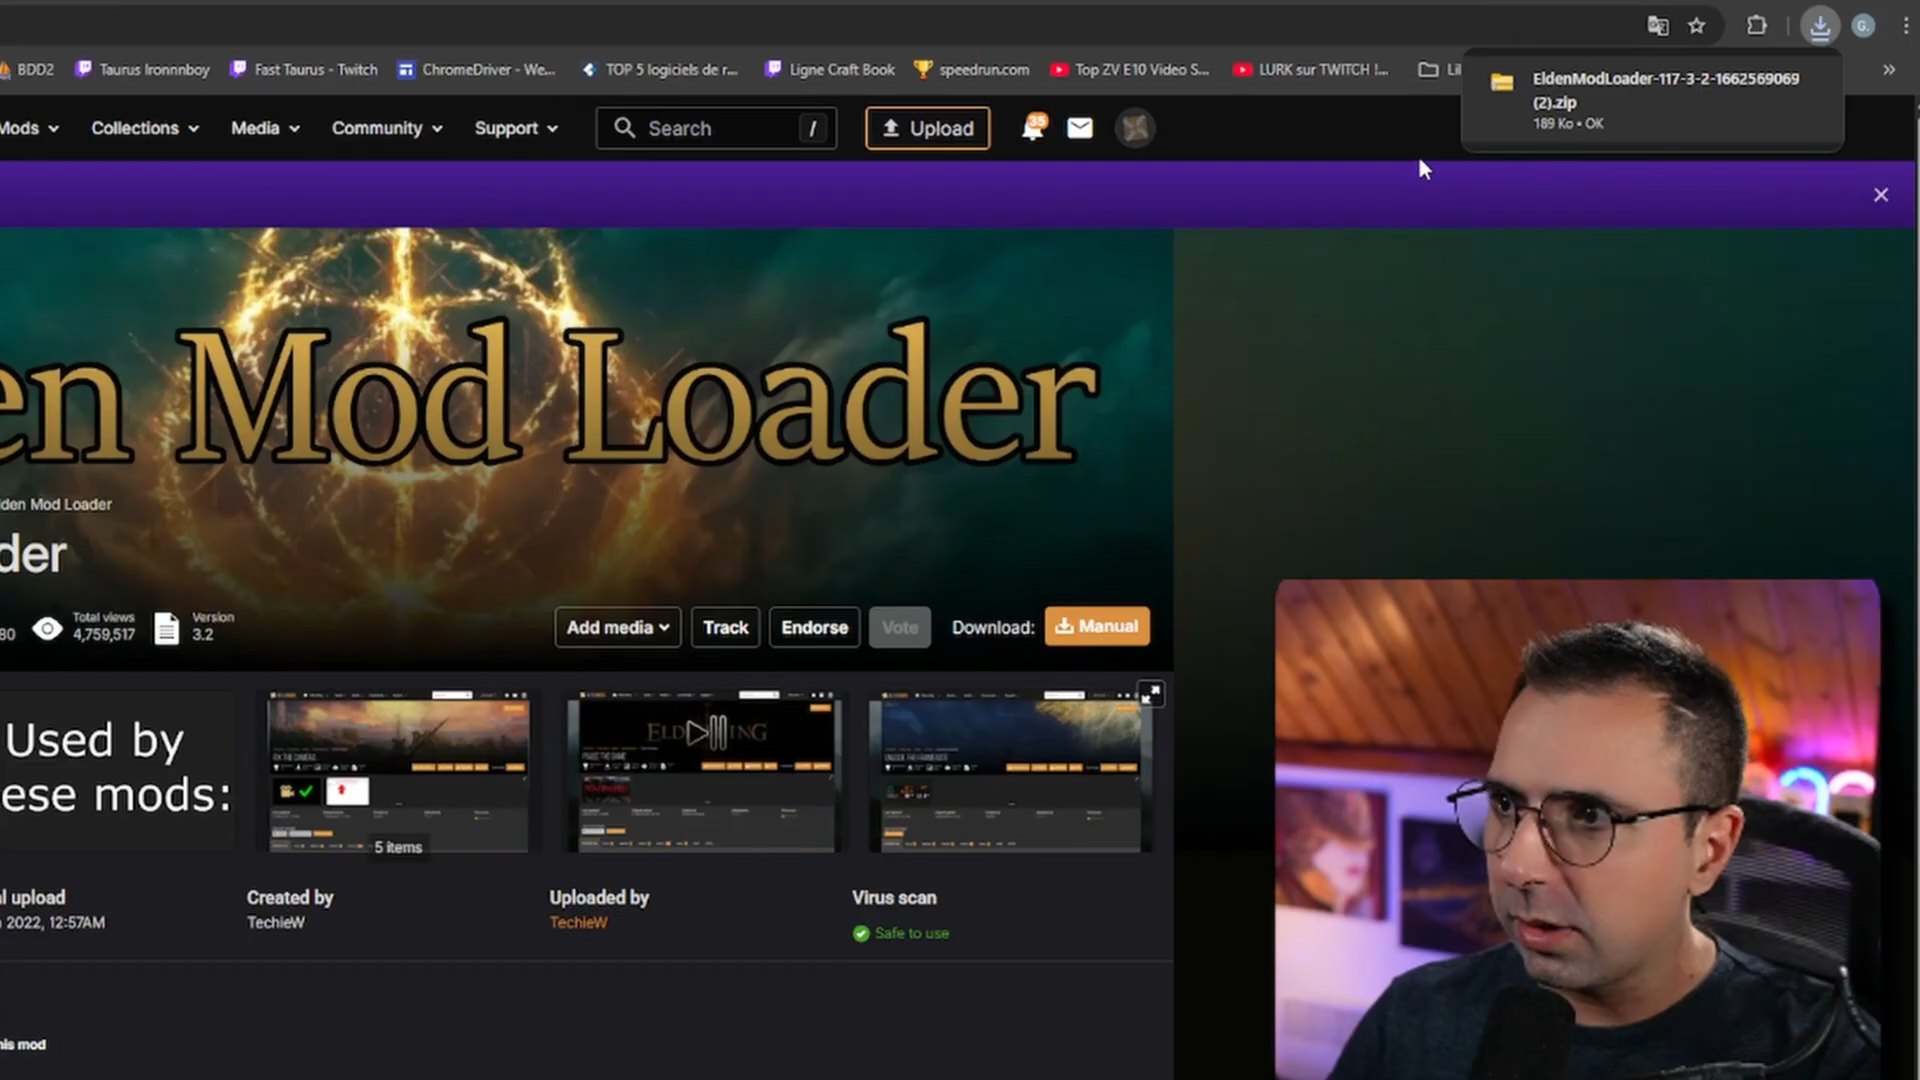 BDD2
Taurus Ironnnboy
Fast Taurus - Twitch
ChromeDriver - We...
TOP 5 logiciels de r...
Ligne Craft Book
speedrun.com
Top ZV E10 Video S...
LURK sur TWITCH !...
EldenModLoader-117-3-2-1662569069
(2).zip
189 Ko • OK
G.
Mods
Collections
Media
Community
Support
Search
/
Upload
35
en Mod Loader
lden Mod Loader
der
80
Total views
4,759,517
Version
3.2
Add media
Track
Endorse
Vote
Download:
Manual
Used by
ese mods:
5 items
l upload
2022, 12:57AM
Created by
TechieW
Uploaded by
TechieW
Virus scan
Safe to use
his mod